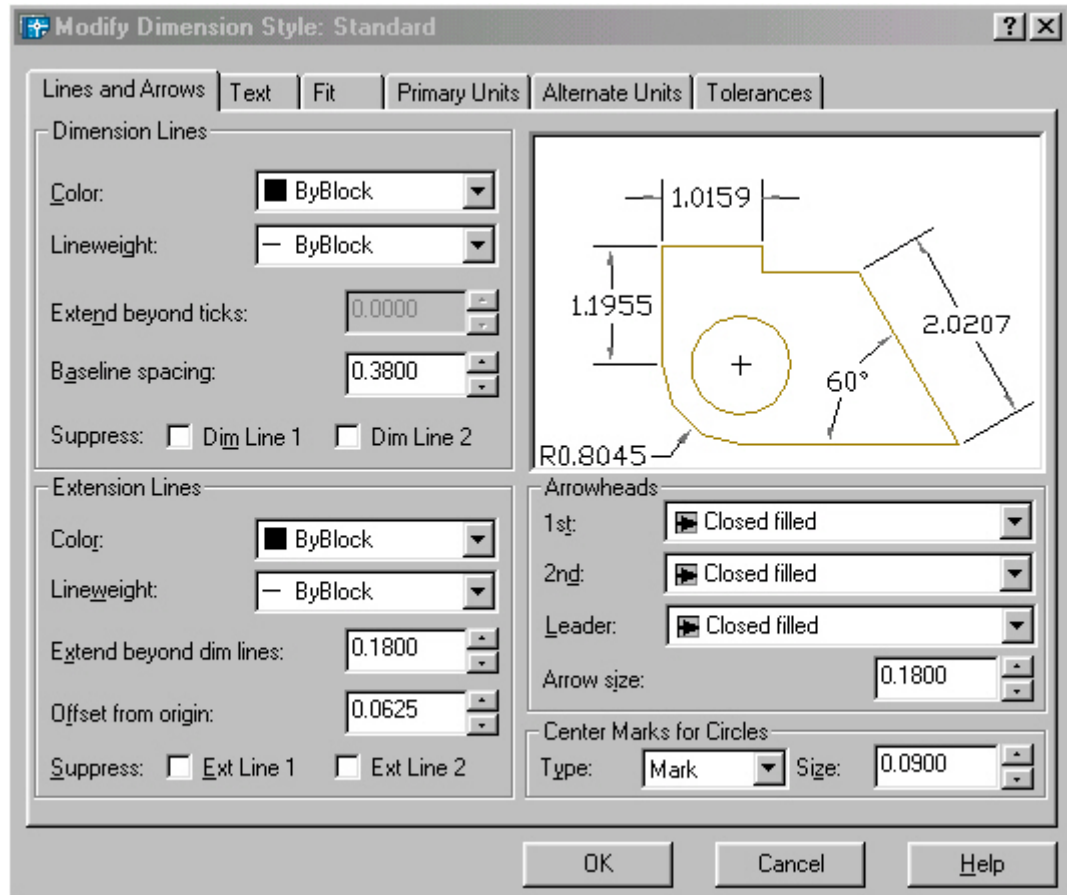 Modify Dimension Style: Standard
Lines and Arrows
Text
Fit
Primary Units
Alternate Units
Tolerances
Dimension Lines
Color:
ByBlock
Lineweight:
ByBlock
Extend beyond ticks:
0.0000
Baseline spacing:
0.3800
Suppress:
Dim Line 1
Dim Line 2
1.0159
1.1955
2.0207
60°
R0.8045
Extension Lines
Color:
ByBlock
Lineweight:
ByBlock
Extend beyond dim lines:
0.1800
Offset from origin:
0.0625
Suppress:
Ext Line 1
Ext Line 2
Arrowheads
1st:
Closed filled
2nd:
Closed filled
Leader:
Closed filled
Arrow size:
0.1800
Center Marks for Circles
Type:
Mark
Size:
0.0900
OK
Cancel
Help